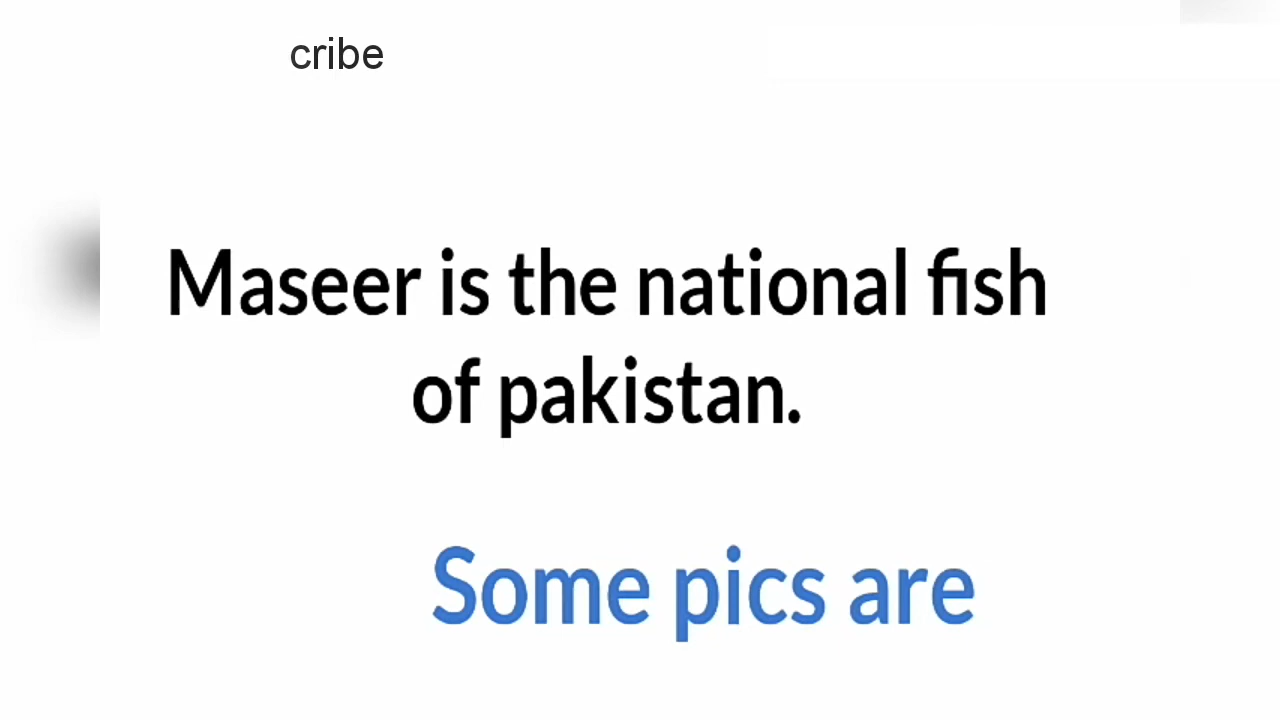 cribe
Maseer is the national fish
of pakistan.
Some pics are